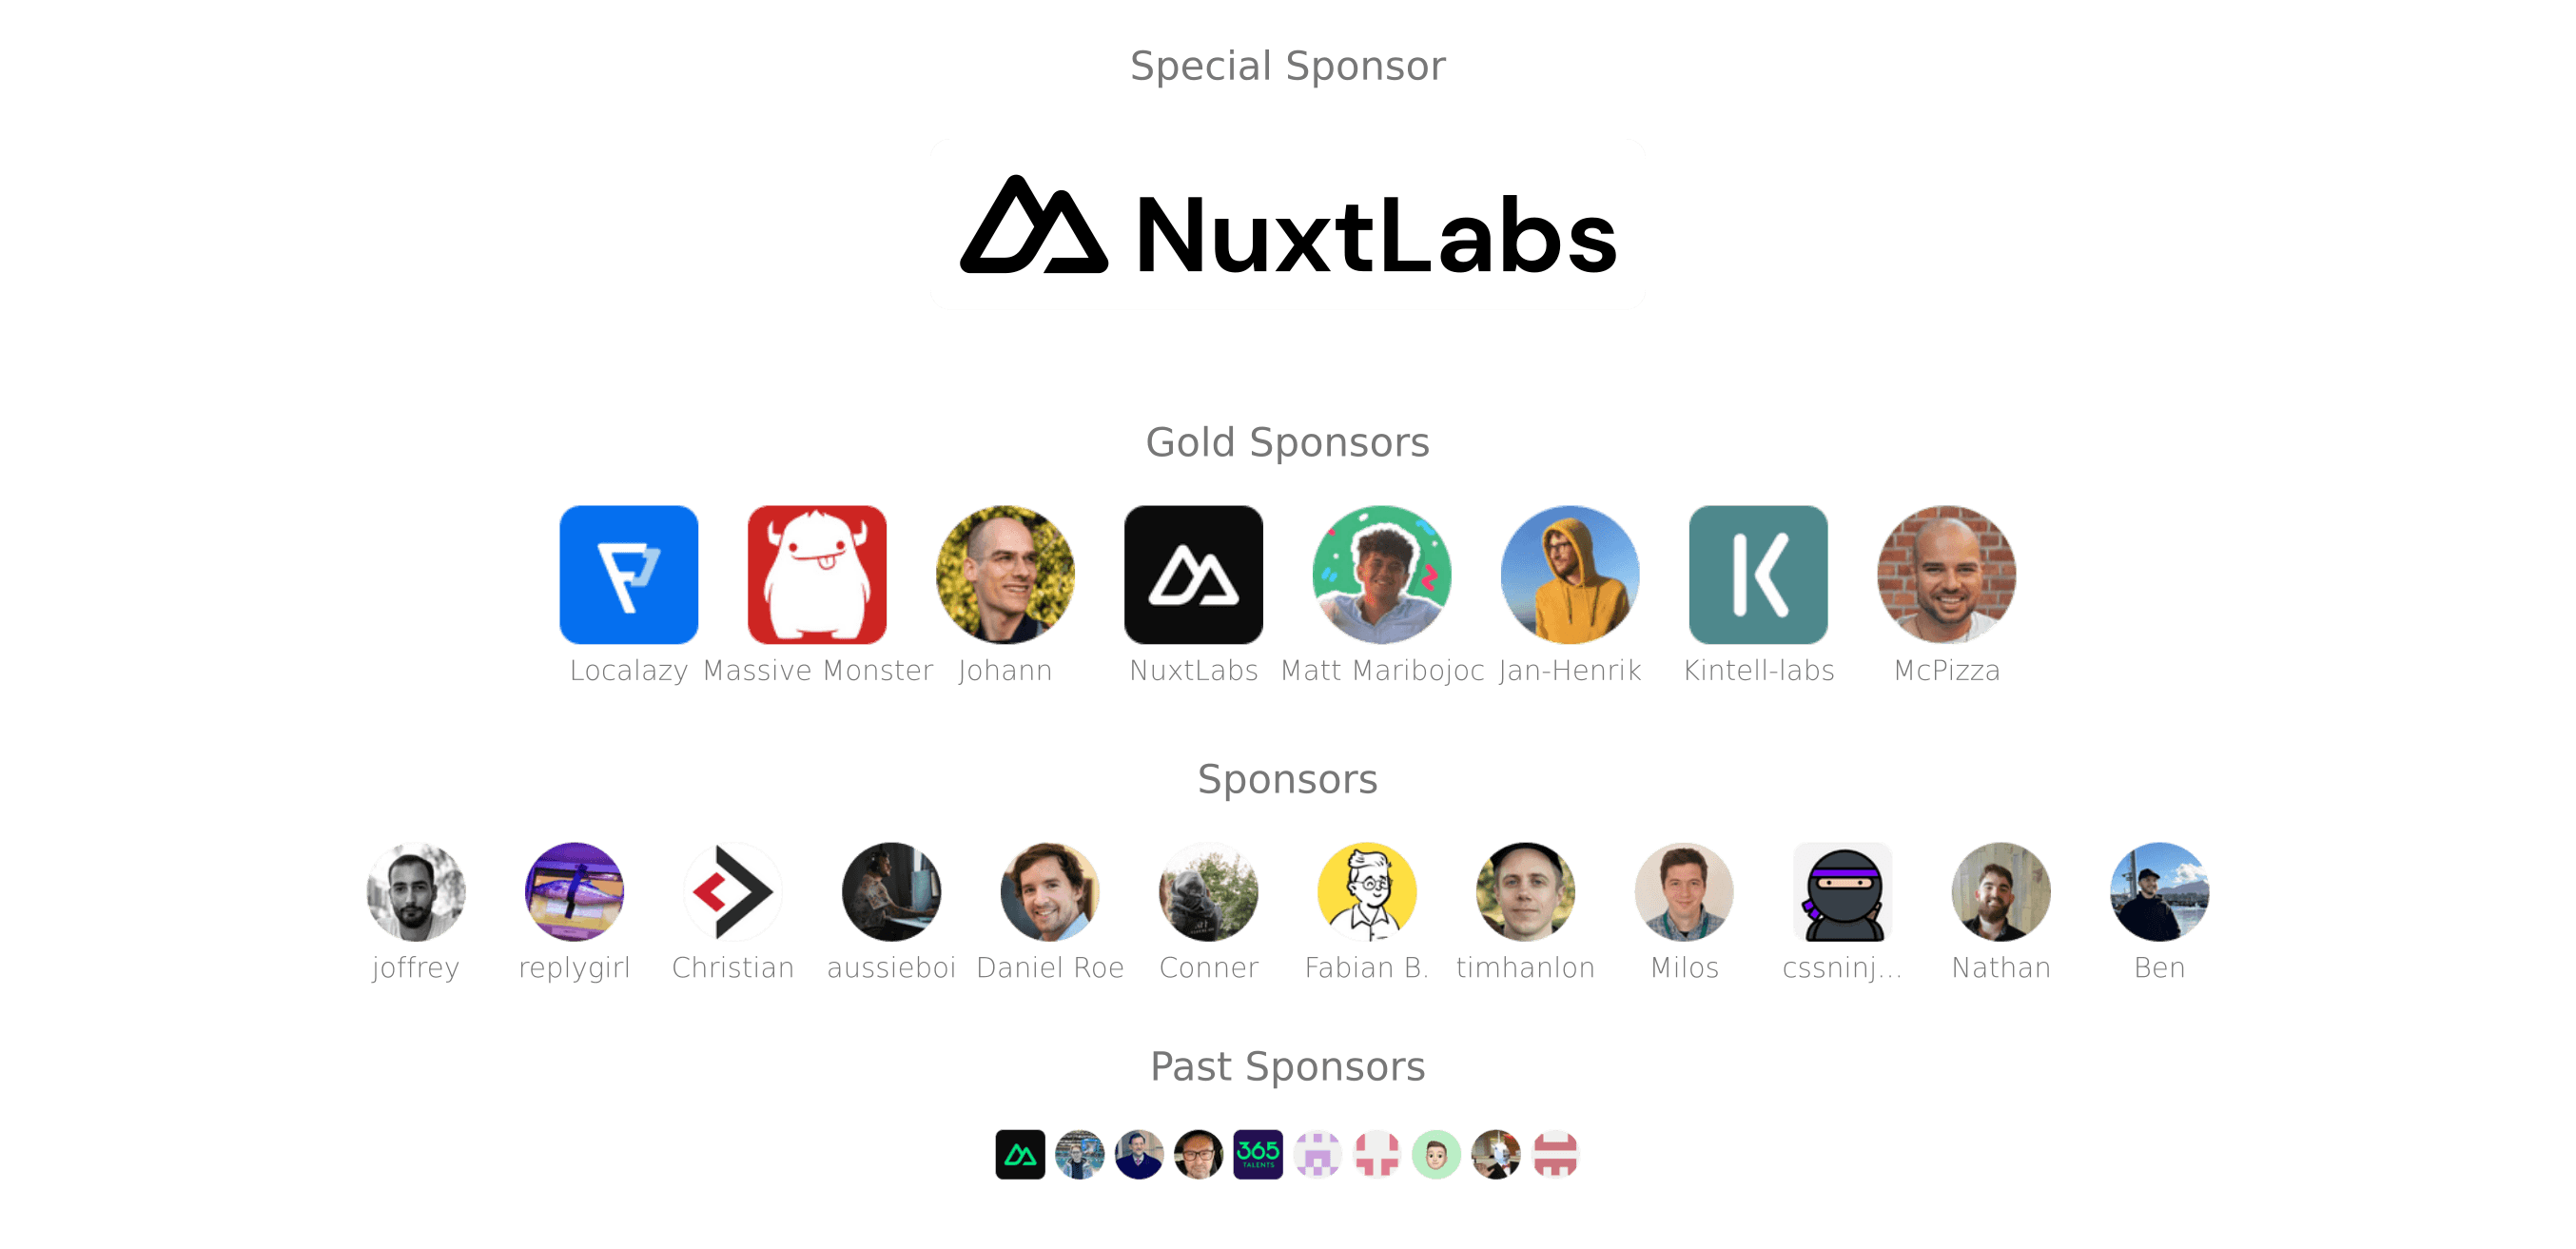 Special Sponsor
NuxtLabs
Gold Sponsors
Localazy Massive Monster Johann NuxtLabs Matt Maribojoc Jan-Henrik Kintell-labs McPizza
Sponsors
joffrey replygirl Christian aussieboi Daniel Roe Conner Fabian B. timhanlon Milos cssninj... Nathan Ben
Past Sponsors
365
TALENTS